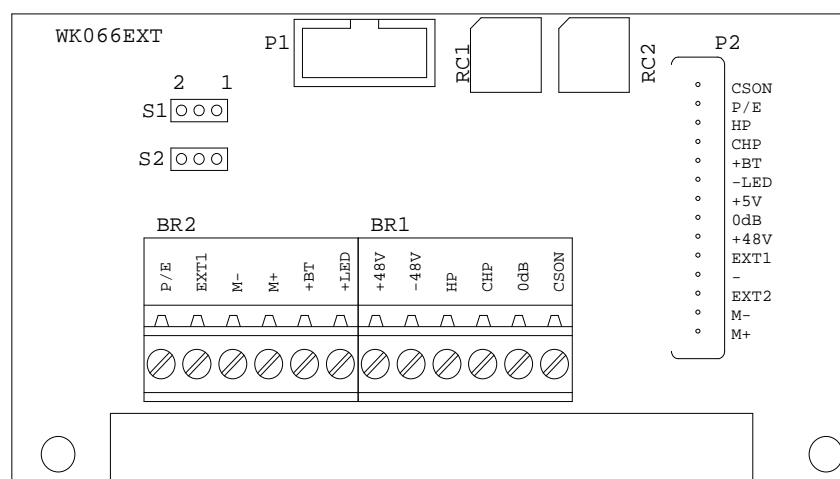 WK066EXT
P1
RC1
RC2
P2
2 1
S1
S2
CSON
P/E
HP
CHP
+BT
-LED
+5V
0dB
+48V
EXT1
-
EXT2
M-
M+
BR2
BR1
P/E
EXT1
M-
M+
+BT
+LED
+48V
-48V
HP
CHP
0dB
CSON